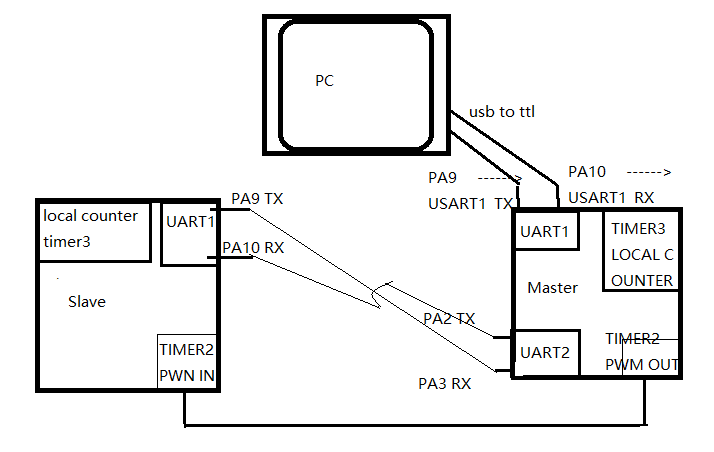 PC
usb to ttl
PA9 ------>
USART1 TX
PA10 ------>
USART1 RX
local counter
timer3
UART1
PA9 TX
PA10 RX
Slave
TIMER2
PWN IN
UART1
TIMER3
LOCAL C
OUNTER
Master
PA2 TX
UART2
PA3 RX
TIMER2
PWM OUT